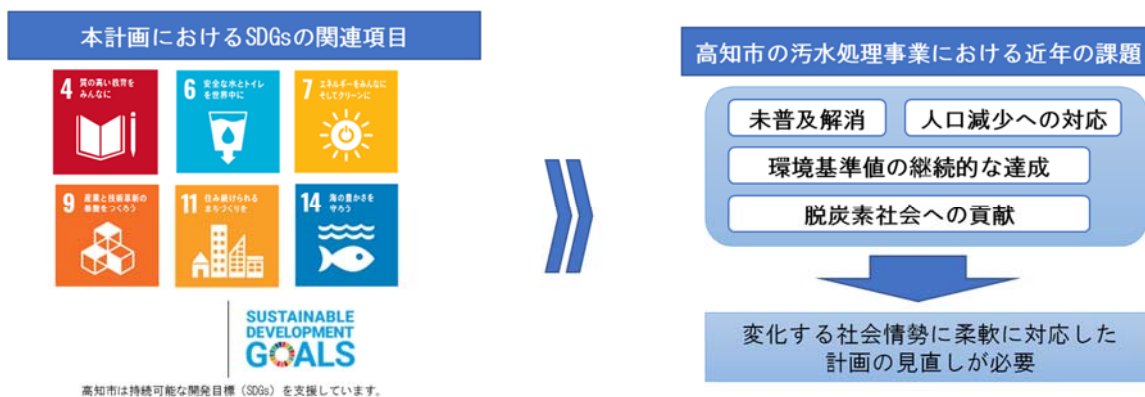 本計画におけるSDGsの関連項目
4 質の高い教育を
みんなに
6 安全な水とトイレ
を世界中に
7 エネルギーをみんなに
そしてクリーンに
9 産業と技術革新の
基盤をつくろう
11 住み続けられる
まちづくりを
14 海の豊かさを
守ろう
SUSTAINABLE
DEVELOPMENT
GOALS
高知市は持続可能な開発目標（SDGs）を支援しています。
高知市の汚水処理事業における近年の課題
未普及解消
人口減少への対応
環境基準値の継続的な達成
脱炭素社会への貢献
変化する社会情勢に柔軟に対応した
計画の見直しが必要